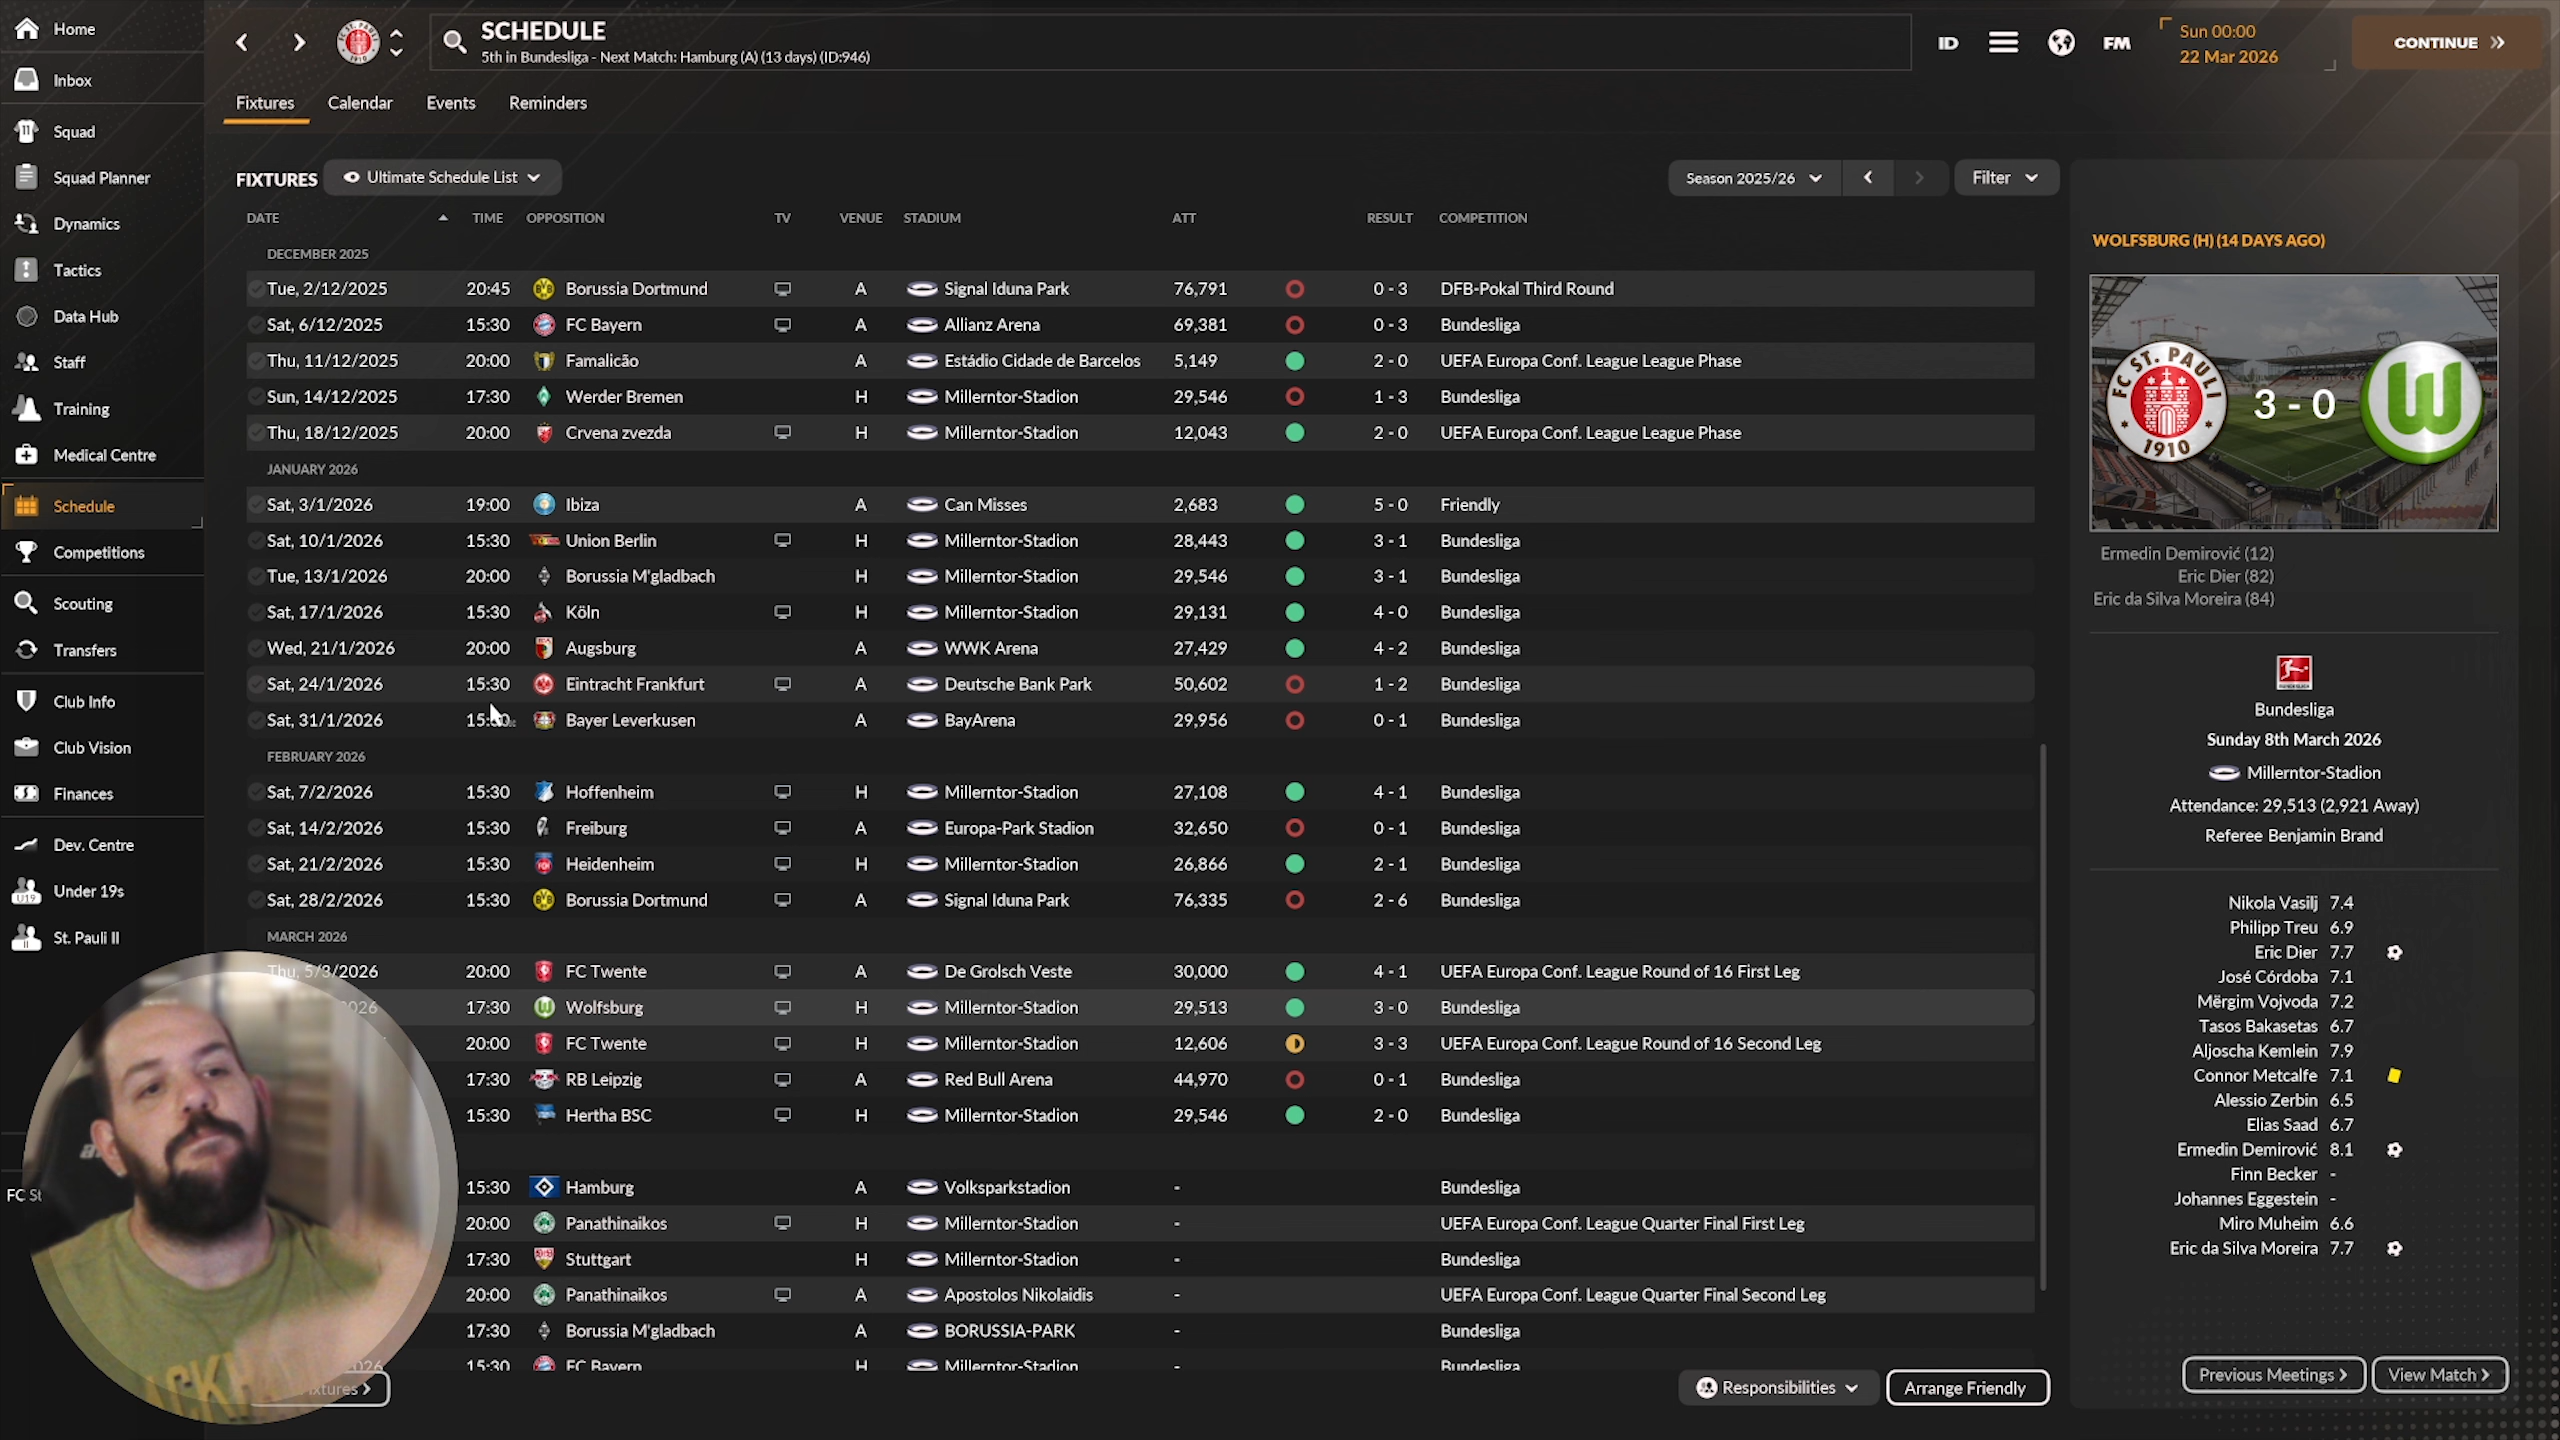 Home
Inbox
Squad
Squad Planner
Dynamics
Tactics
Data Hub
Staff
Training
Medical Centre
Schedule
Competitions
Scouting
Transfers
Club Info
Club Vision
Finances
Dev. Centre
Under 19s
St. Pauli II
FC St
SCHEDULE
5th in Bundesliga - Next Match: Hamburg (A) (13 days) (ID:946)
ID
FM
Sun 00:00
22 Mar 2026
CONTINUE
Fixtures Calendar Events Reminders
FIXTURES Ultimate Schedule List Season 2025/26 Filter
DATE TIME OPPOSITION TV VENUE STADIUM ATT RESULT COMPETITION
DECEMBER 2025
Tue, 2/12/2025 20:45 Borussia Dortmund A Signal Iduna Park 76,791 0 - 3 DFB-Pokal Third Round
Sat, 6/12/2025 15:30 FC Bayern A Allianz Arena 69,381 0 - 3 Bundesliga
Thu, 11/12/2025 20:00 Famalicão A Estádio Cidade de Barcelos 5,149 2 - 0 UEFA Europa Conf. League League Phase
Sun, 14/12/2025 17:30 Werder Bremen H Millerntor-Stadion 29,546 1 - 3 Bundesliga
Thu, 18/12/2025 20:00 Crvena zvezda H Millerntor-Stadion 12,043 2 - 0 UEFA Europa Conf. League League Phase
JANUARY 2026
Sat, 3/1/2026 19:00 Ibiza A Can Misses 2,683 5 - 0 Friendly
Sat, 10/1/2026 15:30 Union Berlin H Millerntor-Stadion 28,443 3 - 1 Bundesliga
Tue, 13/1/2026 20:00 Borussia M'gladbach H Millerntor-Stadion 29,546 3 - 1 Bundesliga
Sat, 17/1/2026 15:30 Köln H Millerntor-Stadion 29,131 4 - 0 Bundesliga
Wed, 21/1/2026 20:00 Augsburg A WWK Arena 27,429 4 - 2 Bundesliga
Sat, 24/1/2026 15:30 Eintracht Frankfurt A Deutsche Bank Park 50,602 1 - 2 Bundesliga
Sat, 31/1/2026 15:30 Bayer Leverkusen A BayArena 29,956 0 - 1 Bundesliga
FEBRUARY 2026
Sat, 7/2/2026 15:30 Hoffenheim H Millerntor-Stadion 27,108 4 - 1 Bundesliga
Sat, 14/2/2026 15:30 Freiburg A Europa-Park Stadion 32,650 0 - 1 Bundesliga
Sat, 21/2/2026 15:30 Heidenheim H Millerntor-Stadion 26,866 2 - 1 Bundesliga
Sat, 28/2/2026 15:30 Borussia Dortmund A Signal Iduna Park 76,335 2 - 6 Bundesliga
MARCH 2026
Thu, 5/3/2026 20:00 FC Twente A De Grolsch Veste 30,000 4 - 1 UEFA Europa Conf. League Round of 16 First Leg
17:30 Wolfsburg H Millerntor-Stadion 29,513 3 - 0 Bundesliga
20:00 FC Twente H Millerntor-Stadion 12,606 3 - 3 UEFA Europa Conf. League Round of 16 Second Leg
17:30 RB Leipzig A Red Bull Arena 44,970 0 - 1 Bundesliga
15:30 Hertha BSC H Millerntor-Stadion 29,546 2 - 0 Bundesliga
15:30 Hamburg A Volksparkstadion - Bundesliga
20:00 Panathinaikos H Millerntor-Stadion - UEFA Europa Conf. League Quarter Final First Leg
17:30 Stuttgart H Millerntor-Stadion - Bundesliga
20:00 Panathinaikos A Apostolos Nikolaidis - UEFA Europa Conf. League Quarter Final Second Leg
17:30 Borussia M'gladbach A BORUSSIA-PARK - Bundesliga
15:30 FC Bayern H Millerntor-Stadion - Bundesliga
Responsibilities Arrange Friendly
WOLFSBURG (H) (14 DAYS AGO)
FC ST. PAULI
1910
3 - 0
Ermedin Demirović (12)
Eric Dier (82)
Eric da Silva Moreira (84)
Bundesliga
Sunday 8th March 2026
Millerntor-Stadion
Attendance: 29,513 (2,921 Away)
Referee Benjamin Brand
Nikola Vasilj 7.4
Philipp Treu 6.9
Eric Dier 7.7
José Córdoba 7.1
Mërgim Vojvoda 7.2
Tasos Bakasetas 6.7
Aljoscha Kemlein 7.9
Connor Metcalfe 7.1
Alessio Zerbin 6.5
Elias Saad 6.7
Ermedin Demirović 8.1
Finn Becker -
Johannes Eggestein -
Miro Muheim 6.6
Eric da Silva Moreira 7.7
Previous Meetings View Match